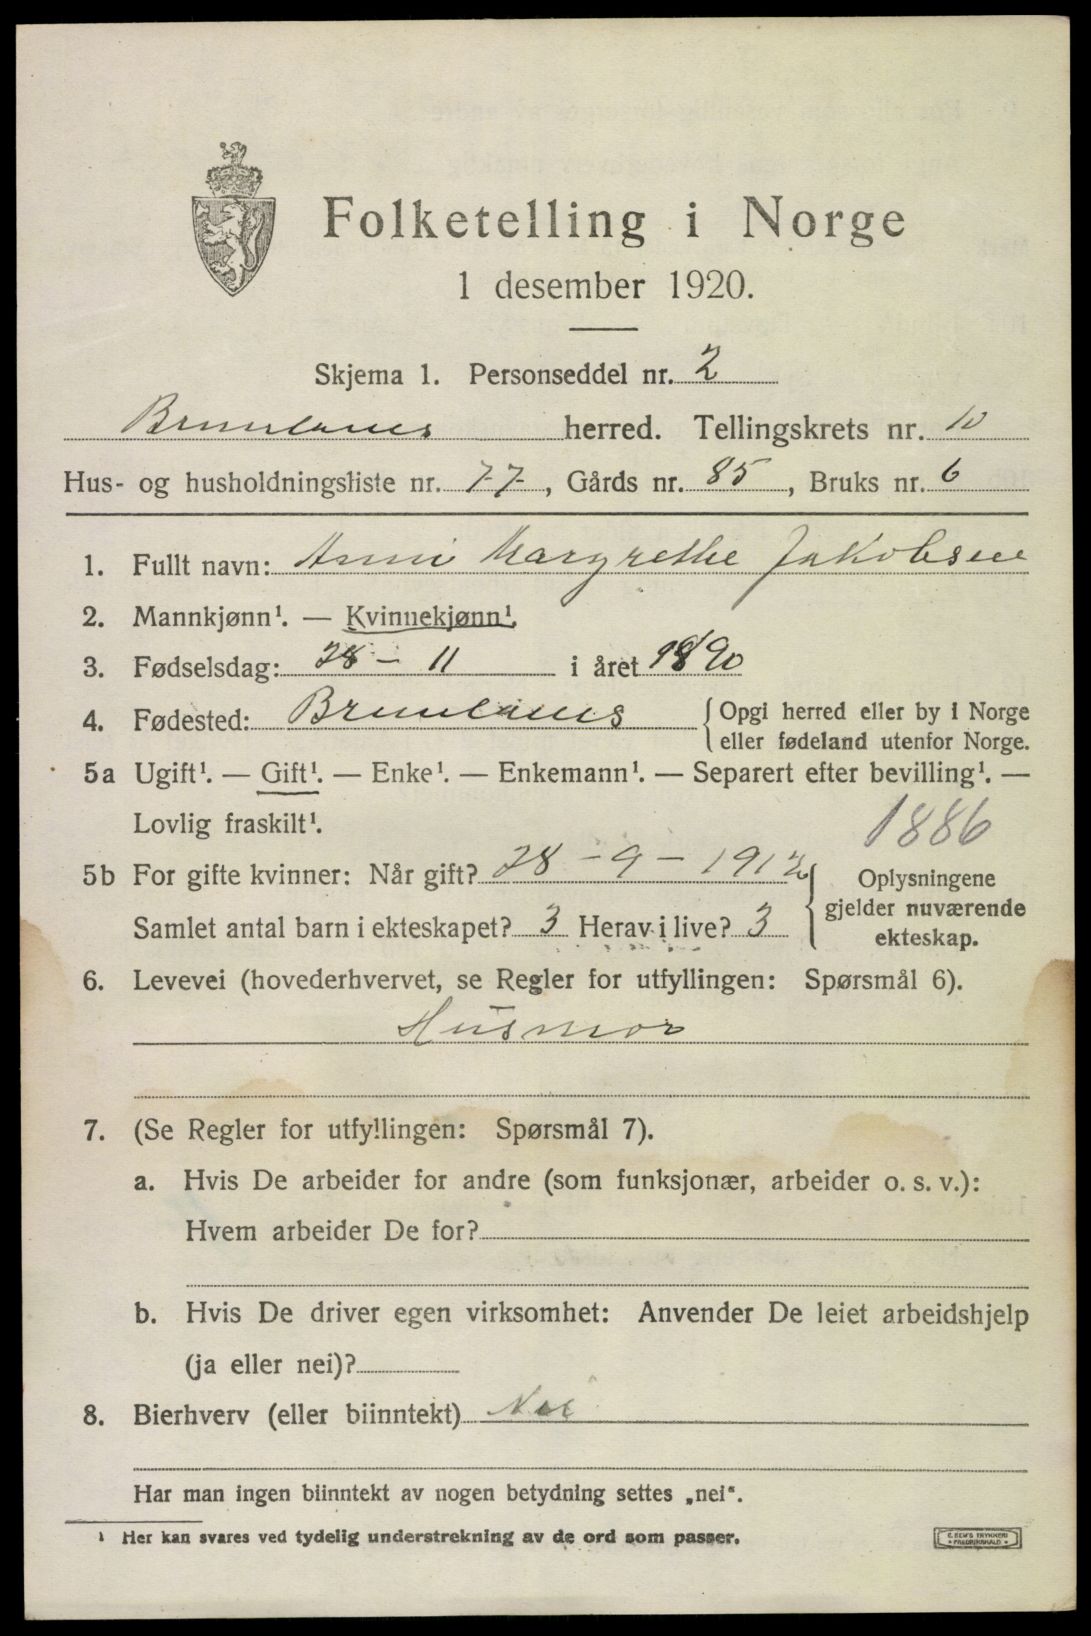 Folketelling i Norge
1 desember 1920.
Skjema 1. Personseddel nr. 2
Brunlanes herred. Tellingskrets nr. 10
Hus- og husholdningsliste nr. 77, Gårds nr. 85, Bruks nr. 6
1. Fullt navn: Anni Margrethe Jakobsen
2. Mannkjønn¹. — Kvinnekjønn¹.
3. Fødselsdag: 28 - 11 i året 1890
4. Fødested: Brunlanes {Opgi herred eller by i Norge
eller fødeland utenfor Norge.
5a Ugift¹. — Gift¹. — Enke¹. — Enkemann¹. — Separert efter bevilling¹. —
Lovlig fraskilt¹.
1886
5b For gifte kvinner: Når gift? 28 - 9 - 1912 } Oplysningene
gjelder nuværende
Samlet antal barn i ekteskapet? 3 Herav i live? 3
ekteskap.
6. Levevei (hovederhvervet, se Regler for utfyllingen: Spørsmål 6).
Husmor
7. (Se Regler for utfyllingen: Spørsmål 7).
a. Hvis De arbeider for andre (som funksjonær, arbeider o. s. v.):
Hvem arbeider De for?
b. Hvis De driver egen virksomhet: Anvender De leiet arbeidshjelp
(ja eller nei)?
8. Bierhverv (eller biinntekt) Nei
Har man ingen biinntekt av nogen betydning settes „nei“.
¹ Her kan svares ved tydelig understrekning av de ord som passer.
E. SEM'S TRYKKERI
FREDRIKSHALD